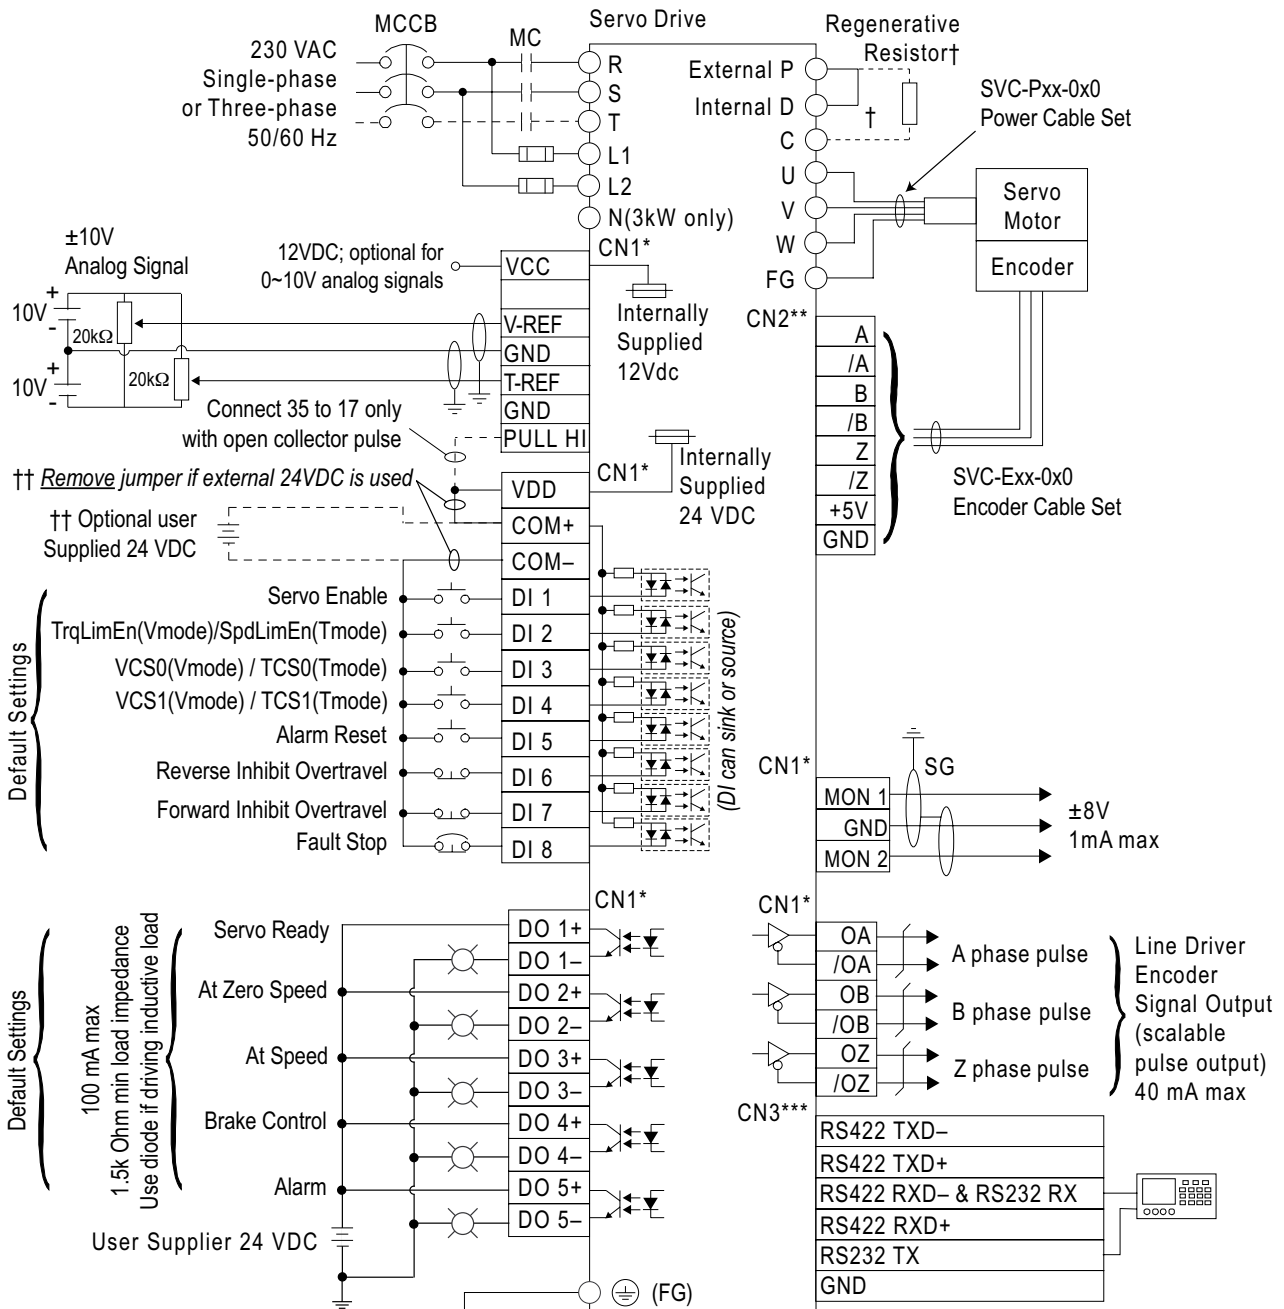 Servo Drive
MCCB
MC
230 VAC
Single-phase
or Three-phase
50/60 Hz
R
S
T
L1
L2
N(3kW only)
Regenerative
Resistor†
External P
Internal D
C
†
U
V
W
FG
SVC-Pxx-0x0
Power Cable Set
Servo
Motor
Encoder
±10V
Analog Signal
12VDC; optional for
0~10V analog signals
CN1*
VCC
V-REF
GND
T-REF
GND
PULL HI
Internally
Supplied
12Vdc
+
10V
-
20kΩ
+
10V
-
20kΩ
Connect 35 to 17 only
with open collector pulse
†† Remove jumper if external 24VDC is used
†† Optional user
Supplied 24 VDC
CN1*
Internally
Supplied
24 VDC
VDD
COM+
COM–
CN2**
A
/A
B
/B
Z
/Z
+5V
GND
SVC-Exx-0x0
Encoder Cable Set
Default Settings
Servo Enable
DI 1
TrqLimEn(Vmode)/SpdLimEn(Tmode)
DI 2
VCS0(Vmode) / TCS0(Tmode)
DI 3
VCS1(Vmode) / TCS1(Tmode)
DI 4
Alarm Reset
DI 5
Reverse Inhibit Overtravel
DI 6
Forward Inhibit Overtravel
DI 7
Fault Stop
DI 8
(DI can sink or source)
CN1*
SG
MON 1
GND
MON 2
±8V
1mA max
CN1*
Default Settings
100 mA max
1.5k Ohm min load impedance
Use diode if driving inductive load
Servo Ready
DO 1+
DO 1–
At Zero Speed
DO 2+
DO 2–
At Speed
DO 3+
DO 3–
Brake Control
DO 4+
DO 4–
Alarm
DO 5+
DO 5–
User Supplier 24 VDC
(FG)
CN1*
OA
/OA
A phase pulse
OB
/OB
B phase pulse
OZ
/OZ
Z phase pulse
Line Driver
Encoder
Signal Output
(scalable
pulse output)
40 mA max
CN3***
RS422 TXD–
RS422 TXD+
RS422 RXD– & RS232 RX
RS422 RXD+
RS232 TX
GND